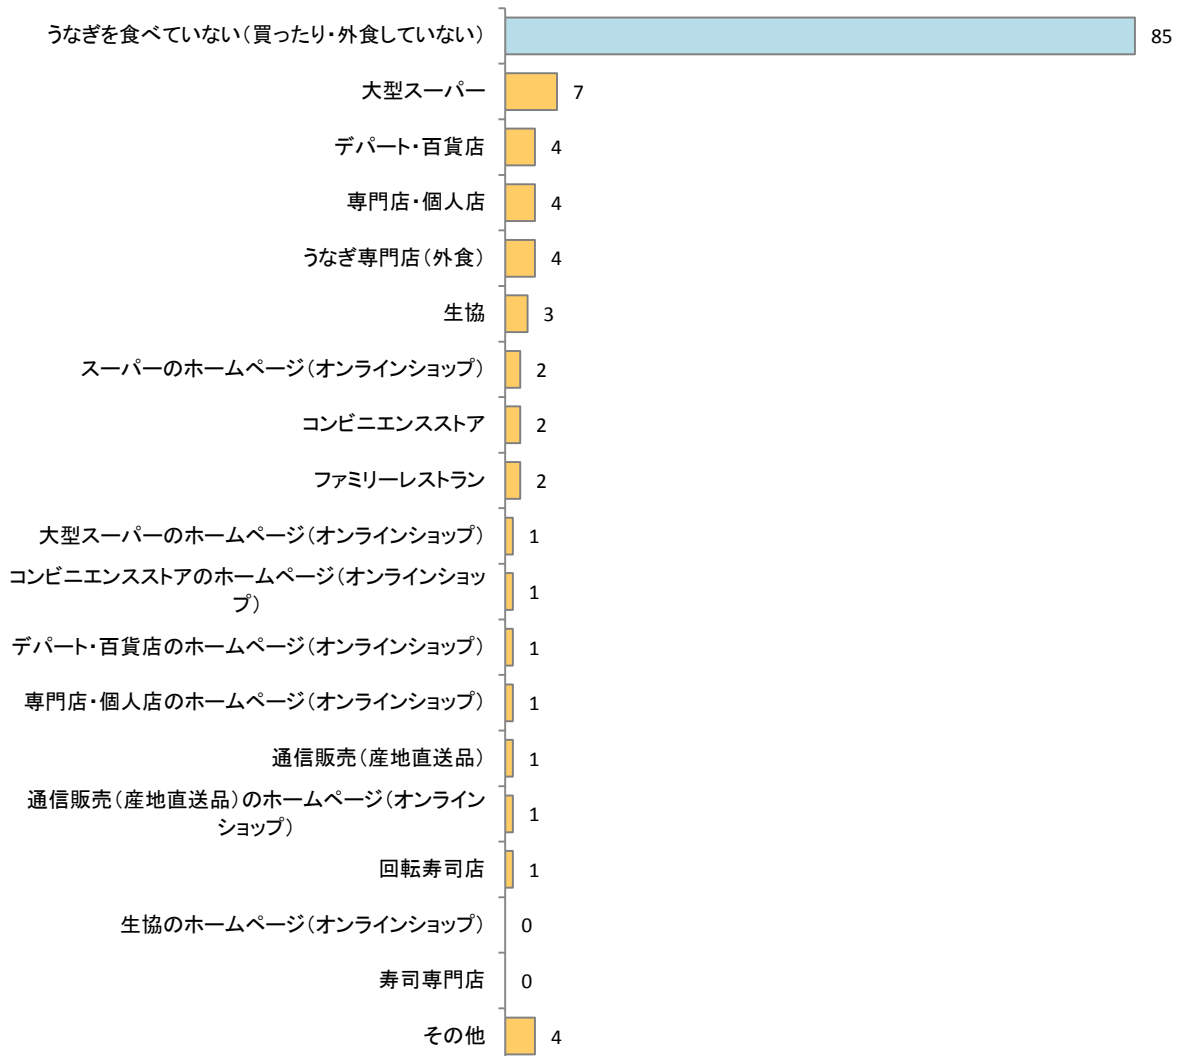 うなぎを食べていない（買ったり・外食していない） 85
大型スーパー 7
デパート・百貨店 4
専門店・個人店 4
うなぎ専門店（外食） 4
生協 3
スーパーのホームページ（オンラインショップ） 2
コンビニエンスストア 2
ファミリーレストラン 2
大型スーパーのホームページ（オンラインショップ） 1
コンビニエンスストアのホームページ（オンラインショッ
プ） 1
デパート・百貨店のホームページ（オンラインショップ） 1
専門店・個人店のホームページ（オンラインショップ） 1
通信販売（産地直送品） 1
通信販売（産地直送品）のホームページ（オンライン
ショップ） 1
回転寿司店 1
生協のホームページ（オンラインショップ） 0
寿司専門店 0
その他 4